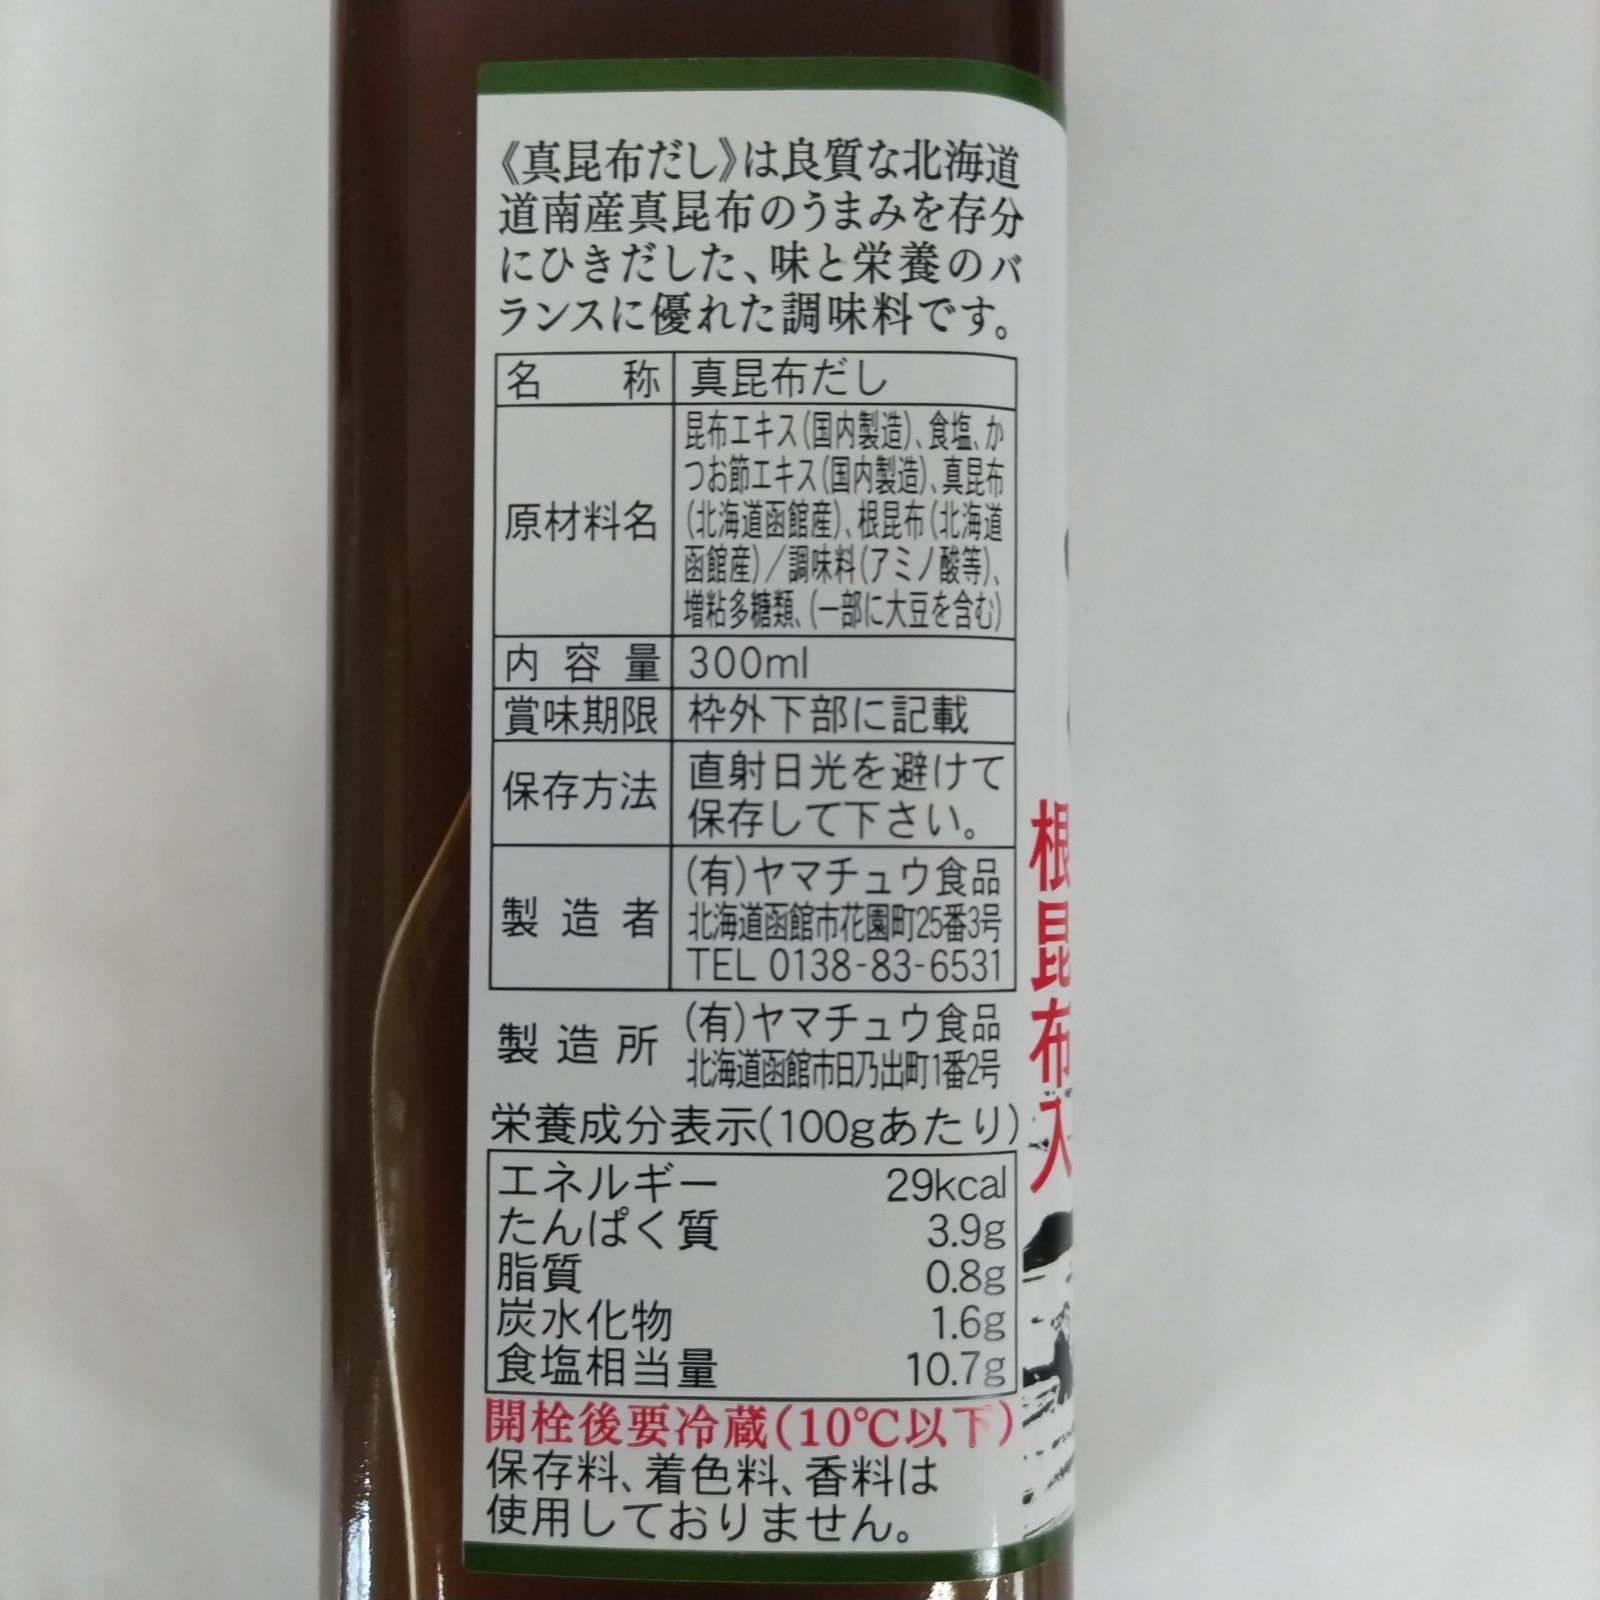 《真昆布だし》は良質な北海道
道南産真昆布のうまみを存分
にひきだした、味と栄養のバ
ランスに優れた調味料です。
名称 真昆布だし
原材料名 昆布エキス(国内製造)、食塩、か
つお節エキス(国内製造)、真昆布
(北海道函館産)、根昆布(北海道
函館産)/調味料(アミノ酸等)、
増粘多糖類、(一部に大豆を含む)
内容量 300ml
賞味期限 枠外下部に記載
保存方法 直射日光を避けて
保存して下さい。
製造者 (有)ヤマチュウ食品
北海道函館市花園町25番3号
TEL 0138-83-6531
製造所 (有)ヤマチュウ食品
北海道函館市日乃出町1番2号
栄養成分表示(100gあたり)
エネルギー 29kcal
たんぱく質 3.9g
脂質 0.8g
炭水化物 1.6g
食塩相当量 10.7g
開栓後要冷蔵(10℃以下)
保存料、着色料、香料は
使用しておりません。
根昆布入